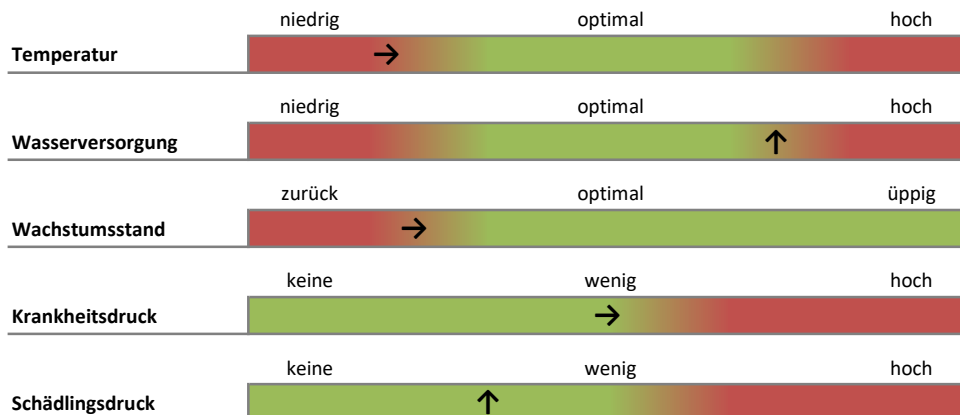 niedrig optimal hoch
Temperatur →
niedrig optimal hoch
Wasserversorgung ↑
zurück optimal üppig
Wachstumsstand →
keine wenig hoch
Krankheitsdruck →
keine wenig hoch
Schädlingsdruck ↑